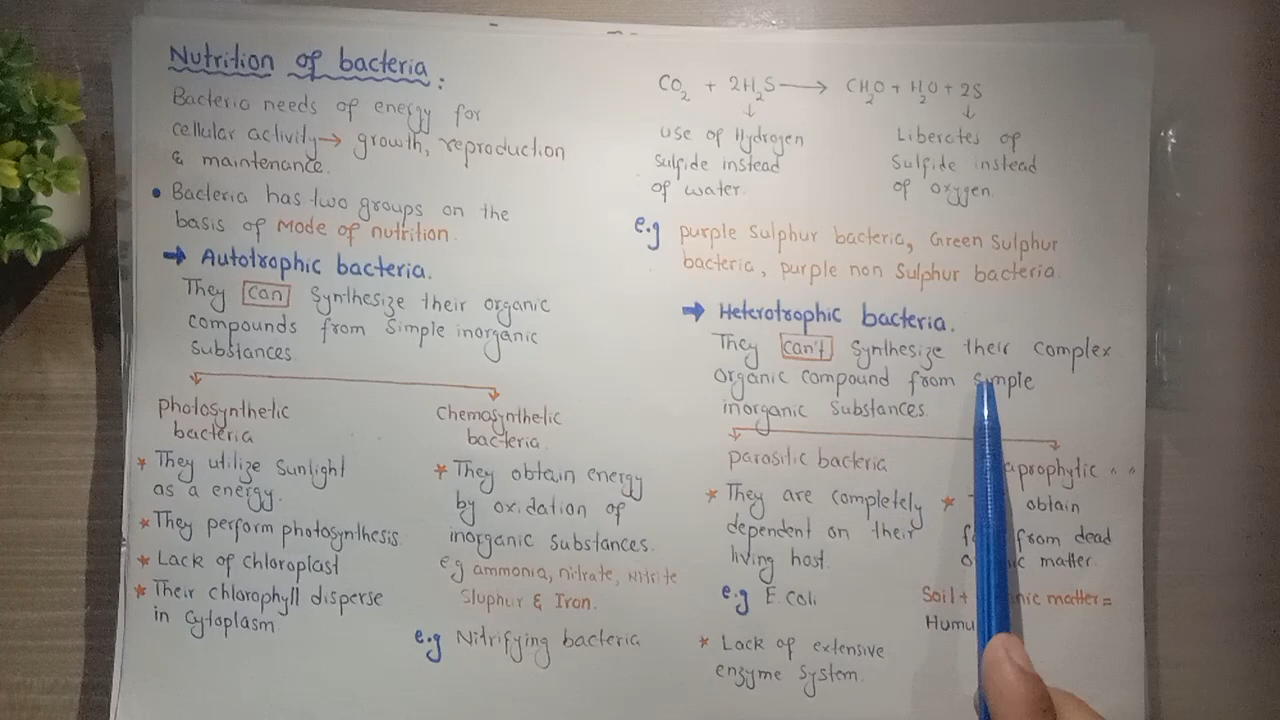 Nutrition of bacteria :
Bacteria needs of energy for
cellular activity → growth, reproduction
& maintenance.
• Bacteria has two groups on the
basis of Mode of nutrition.
→ Autotrophic bacteria.
They can synthesize their organic
compounds from simple inorganic
substances
photosynthetic
bacteria
* They utilize sunlight
as a energy.
* They perform photosynthesis.
* Lack of chloroplast
* Their chlorophyll disperse
in cytoplasm
Chemosynthetic
bacteria.
* They obtain energy
by oxidation of
inorganic substances.
e.g ammonia, nitrate, nitrite
Sluphur & Iron.
e.g Nitrifying bacteria
CO₂ + 2H₂S → CH₂O + H₂O + 2S
↓
use of Hydrogen
sulfide instead
of water.
↓
Liberates of
Sulfide instead
of oxygen.
e.g purple sulphur bacteria, Green sulphur
bacteria, purple non sulphur bacteria.
→ Heterotrophic bacteria.
They can't synthesize their complex
organic compound from simple
inorganic substances.
parasitic bacteria
* They are completely
dependent on their
living host.
e.g E.Coli
* Lack of extensive
enzyme system.
" "
* obtain
from dead
matter.
Soil + matter =